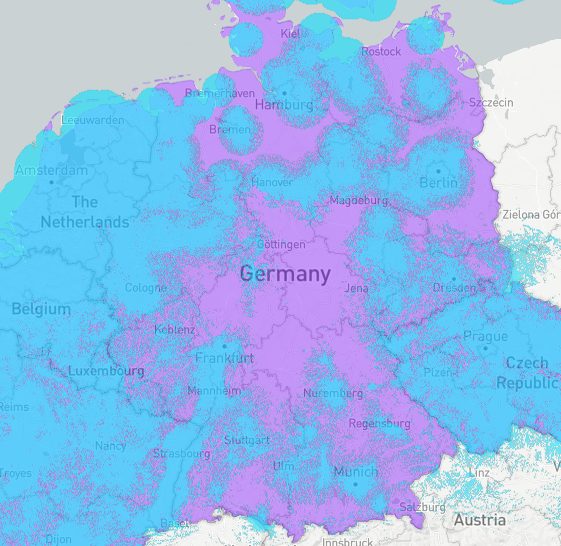 Kiel
Rostock
Bremerhaven
Hamburg
Szczecin
Leeuwarden
Bremen
Amsterdam
Hanover
Berlin
The
Netherlands
Magdeburg
Zielona Gór
Göttingen
Germany
Cologne
Jena
Dresden
Belgium
Koblenz
Prague
Frankfurt
Luxembourg
Plzeň
Czech
Republic
Mannheim
Nuremberg
Reims
Regensburg
Nancy
Stuttgart
Strasbourg
Ulm
Linz
Troyes
Munich
Salzburg
Basel
Austria
Dijon
Innsbruck